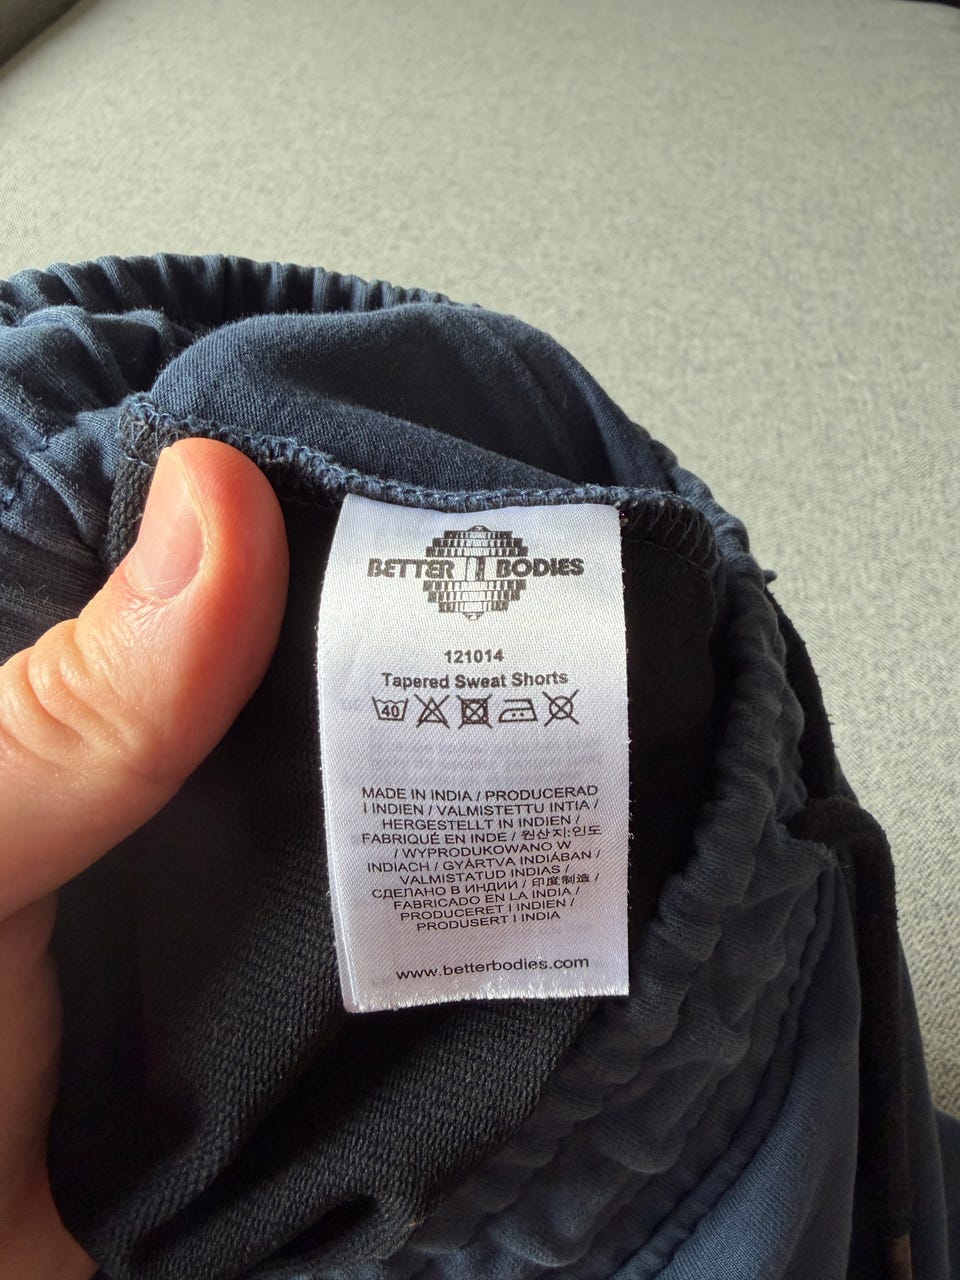 BETTER BODIES
121014
Tapered Sweat Shorts
40
MADE IN INDIA / PRODUCERAD
I INDIEN / VALMISTETTU INTIA /
HERGESTELLT IN INDIEN /
FABRIQUÉ EN INDE / 원산지:인도
/ WYPRODUKOWANO W
INDIACH / GYÁRTVA INDIÁBAN /
VALMISTATUD INDIAS /
СДЕЛАНО В ИНДИИ / 印度制造 /
FABRICADO EN LA INDIA /
PRODUCERET I INDIEN /
PRODUSERT I INDIA
www.betterbodies.com